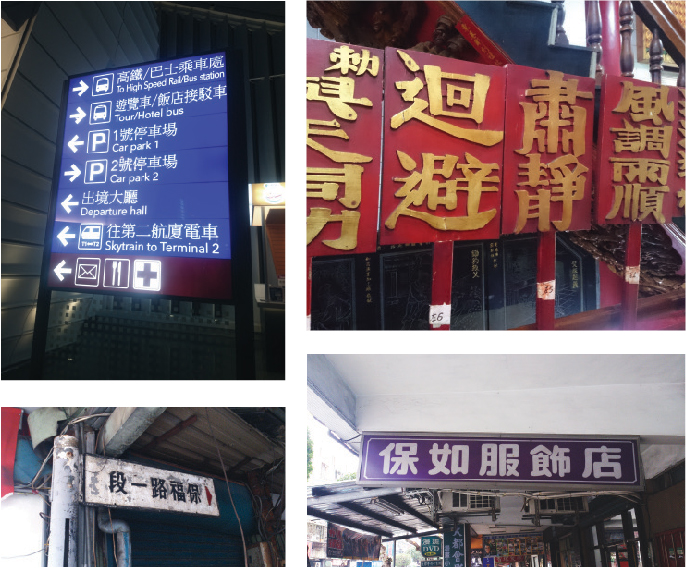 高鐵/巴士乘車處
To High Speed Rail/Bus station
遊覽車/飯店接駁車
Tour/Hotel bus
P
1號停車場
Car park 1
P
2號停車場
Car park 2
出境大廳
Departure hall
往第二航廈電車
Skytrain to Terminal 2
T1↔T2
迴避
肅靜
風調雨順
保福路一段
保如服飾店
DVD